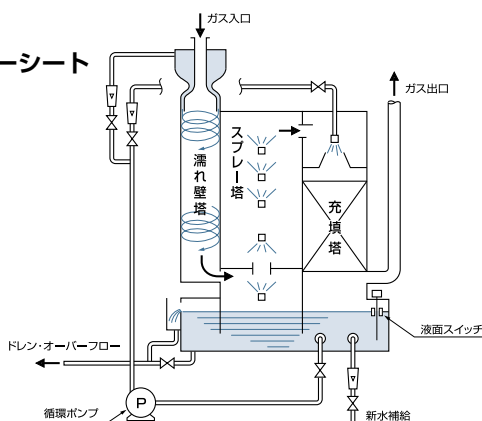 ガス入口
ーシート
ガス出口
濡れ壁塔
スプレー塔
充填塔
液面スイッチ
ドレン・オーバーフロー
P
循環ポンプ
新水補給